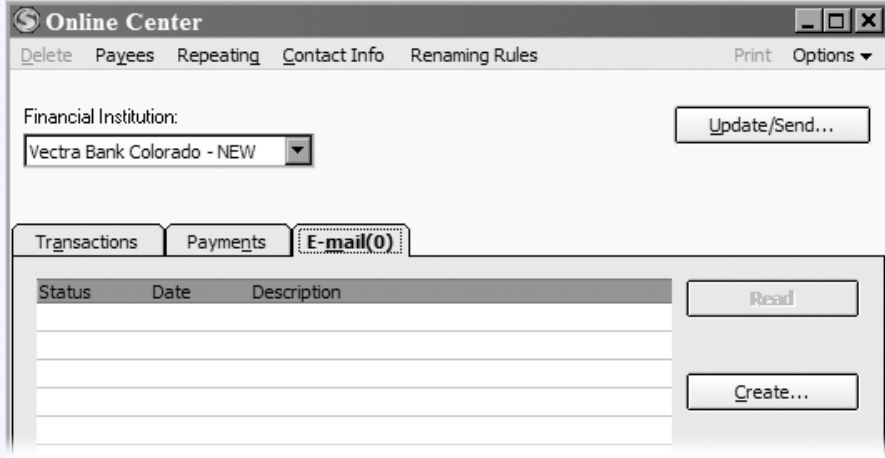 Online Center
Delete Payees Repeating Contact Info Renaming Rules Print Options
Financial Institution:
Update/Send...
Vectra Bank Colorado - NEW
Transactions Payments E-mail(0)
Status Date Description
Read
Create...